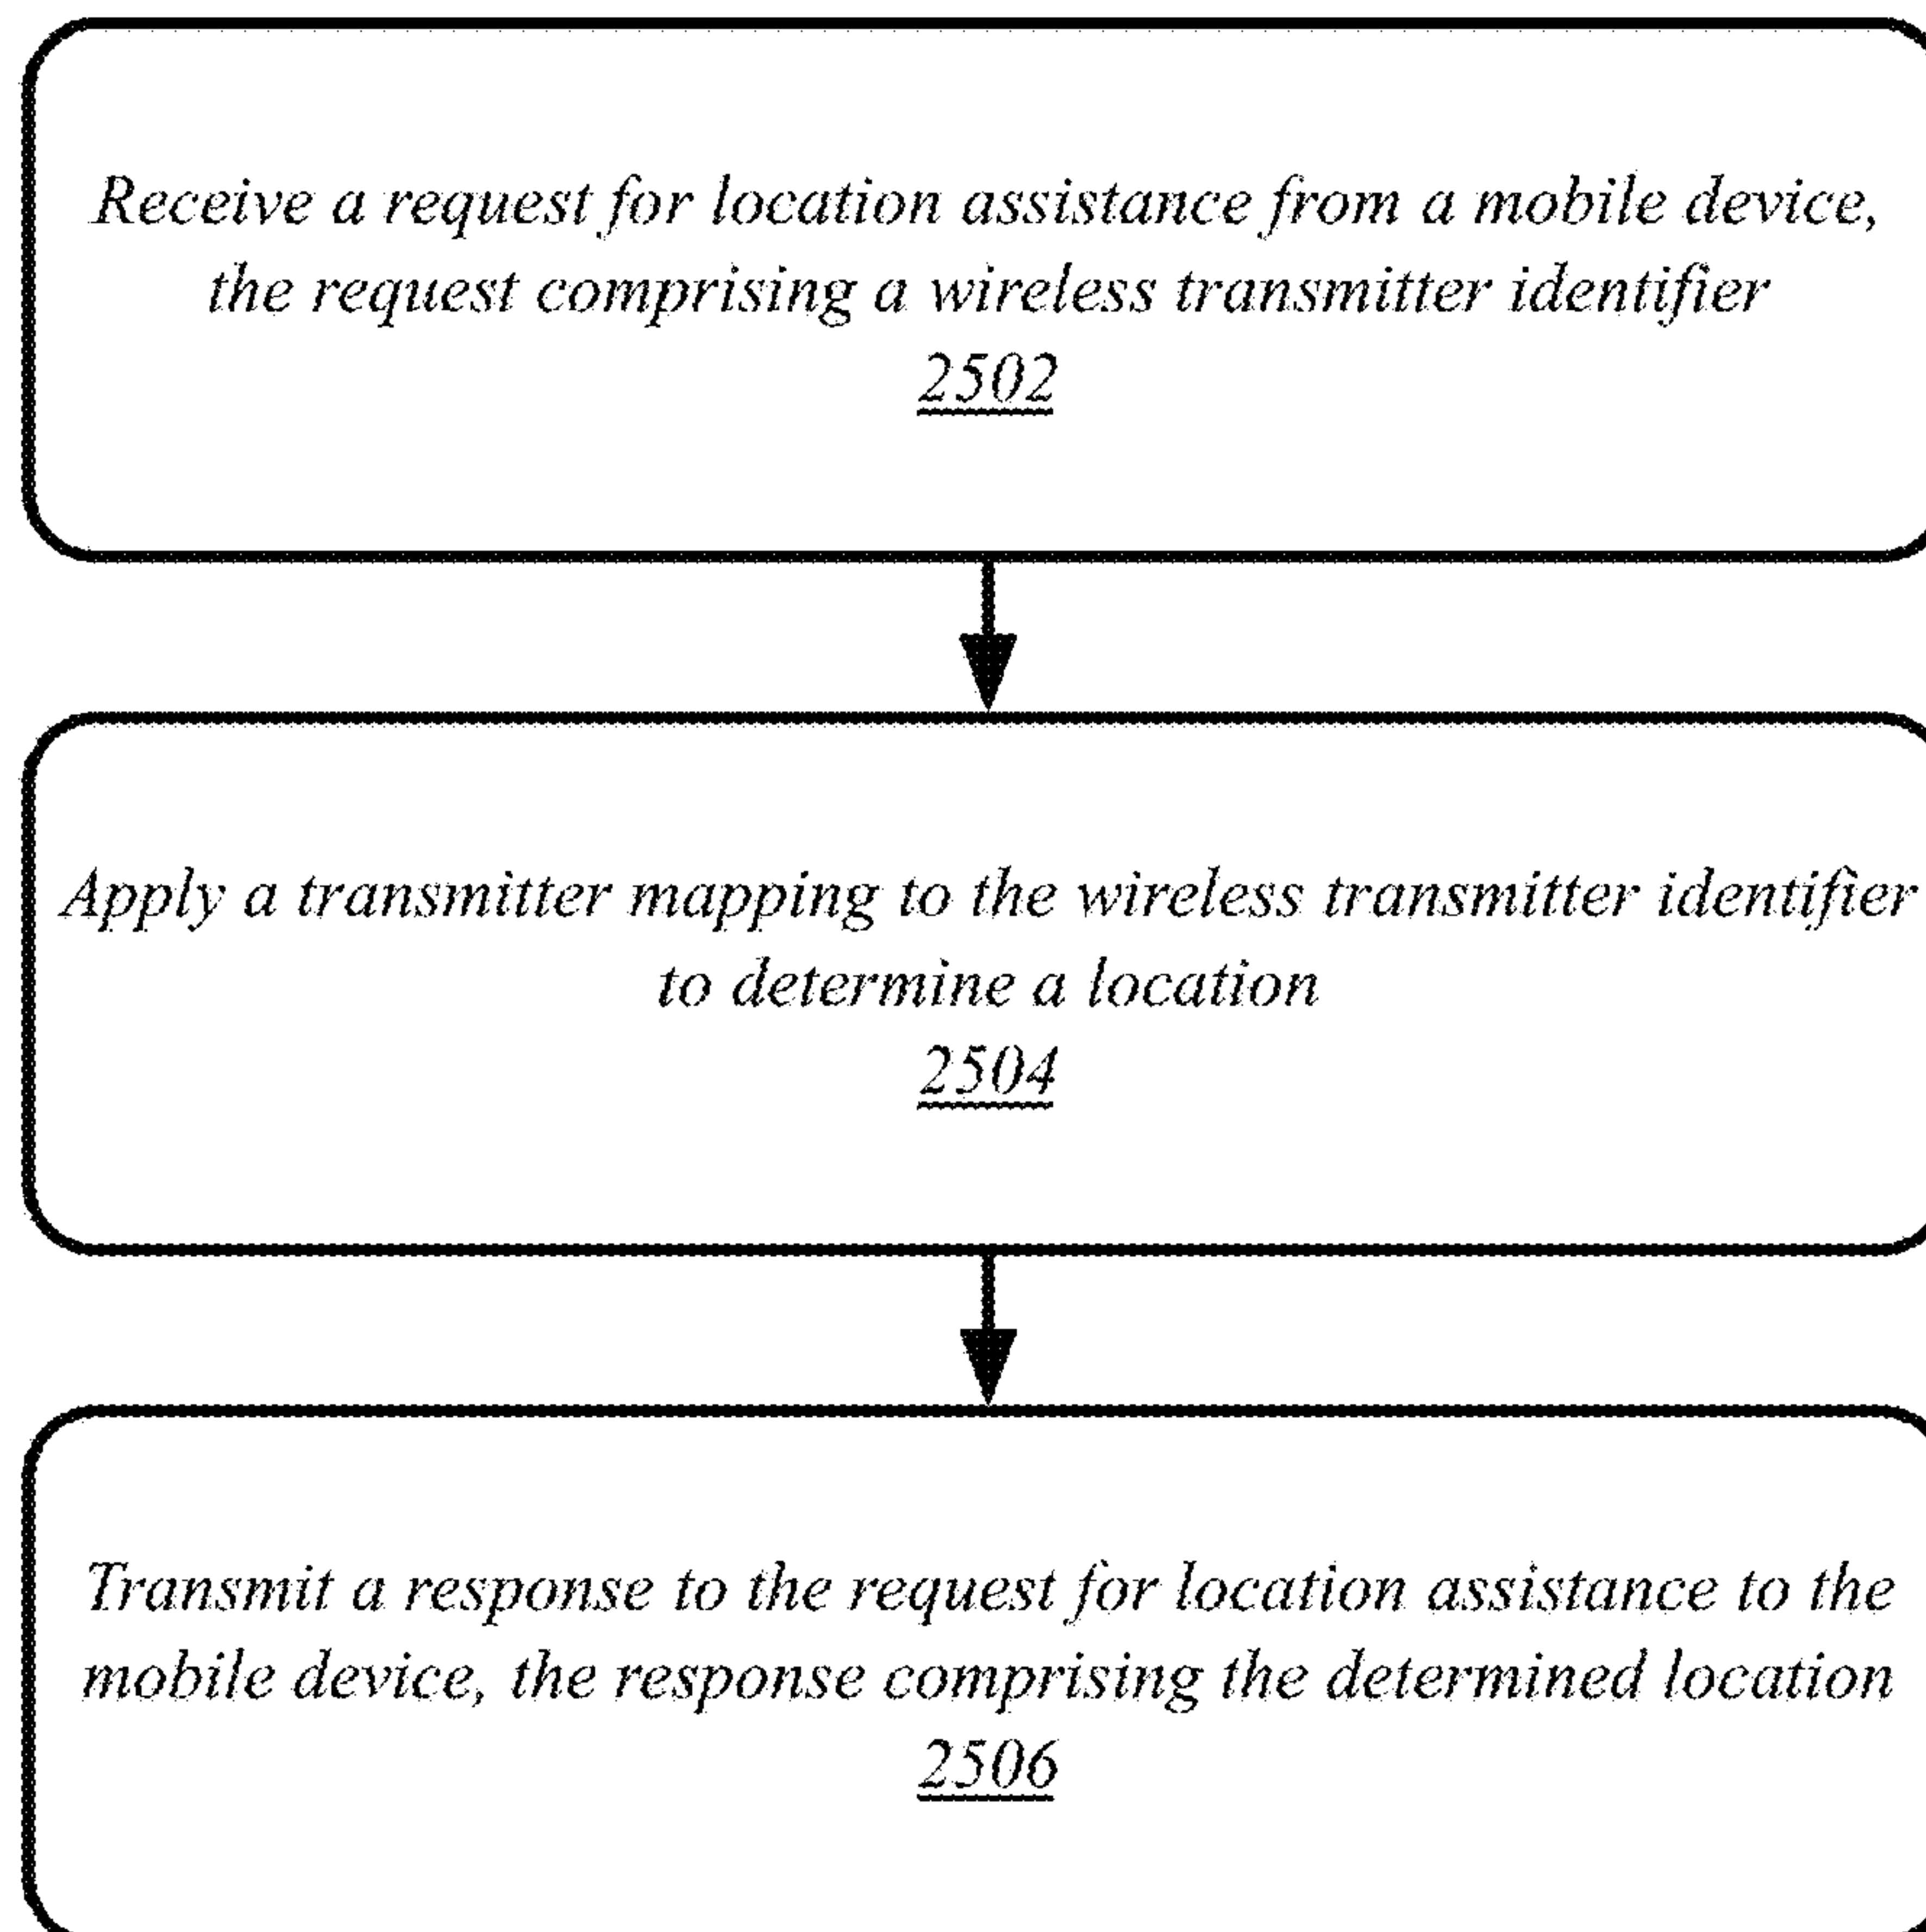 Receive a request for location assistance from a mobile device,
the request comprising a wireless transmitter identifier
2502
Apply a transmitter mapping to the wireless transmitter identifier
to determine a location
2504
Transmit a response to the request for location assistance to the
mobile device, the response comprising the determined location
2506